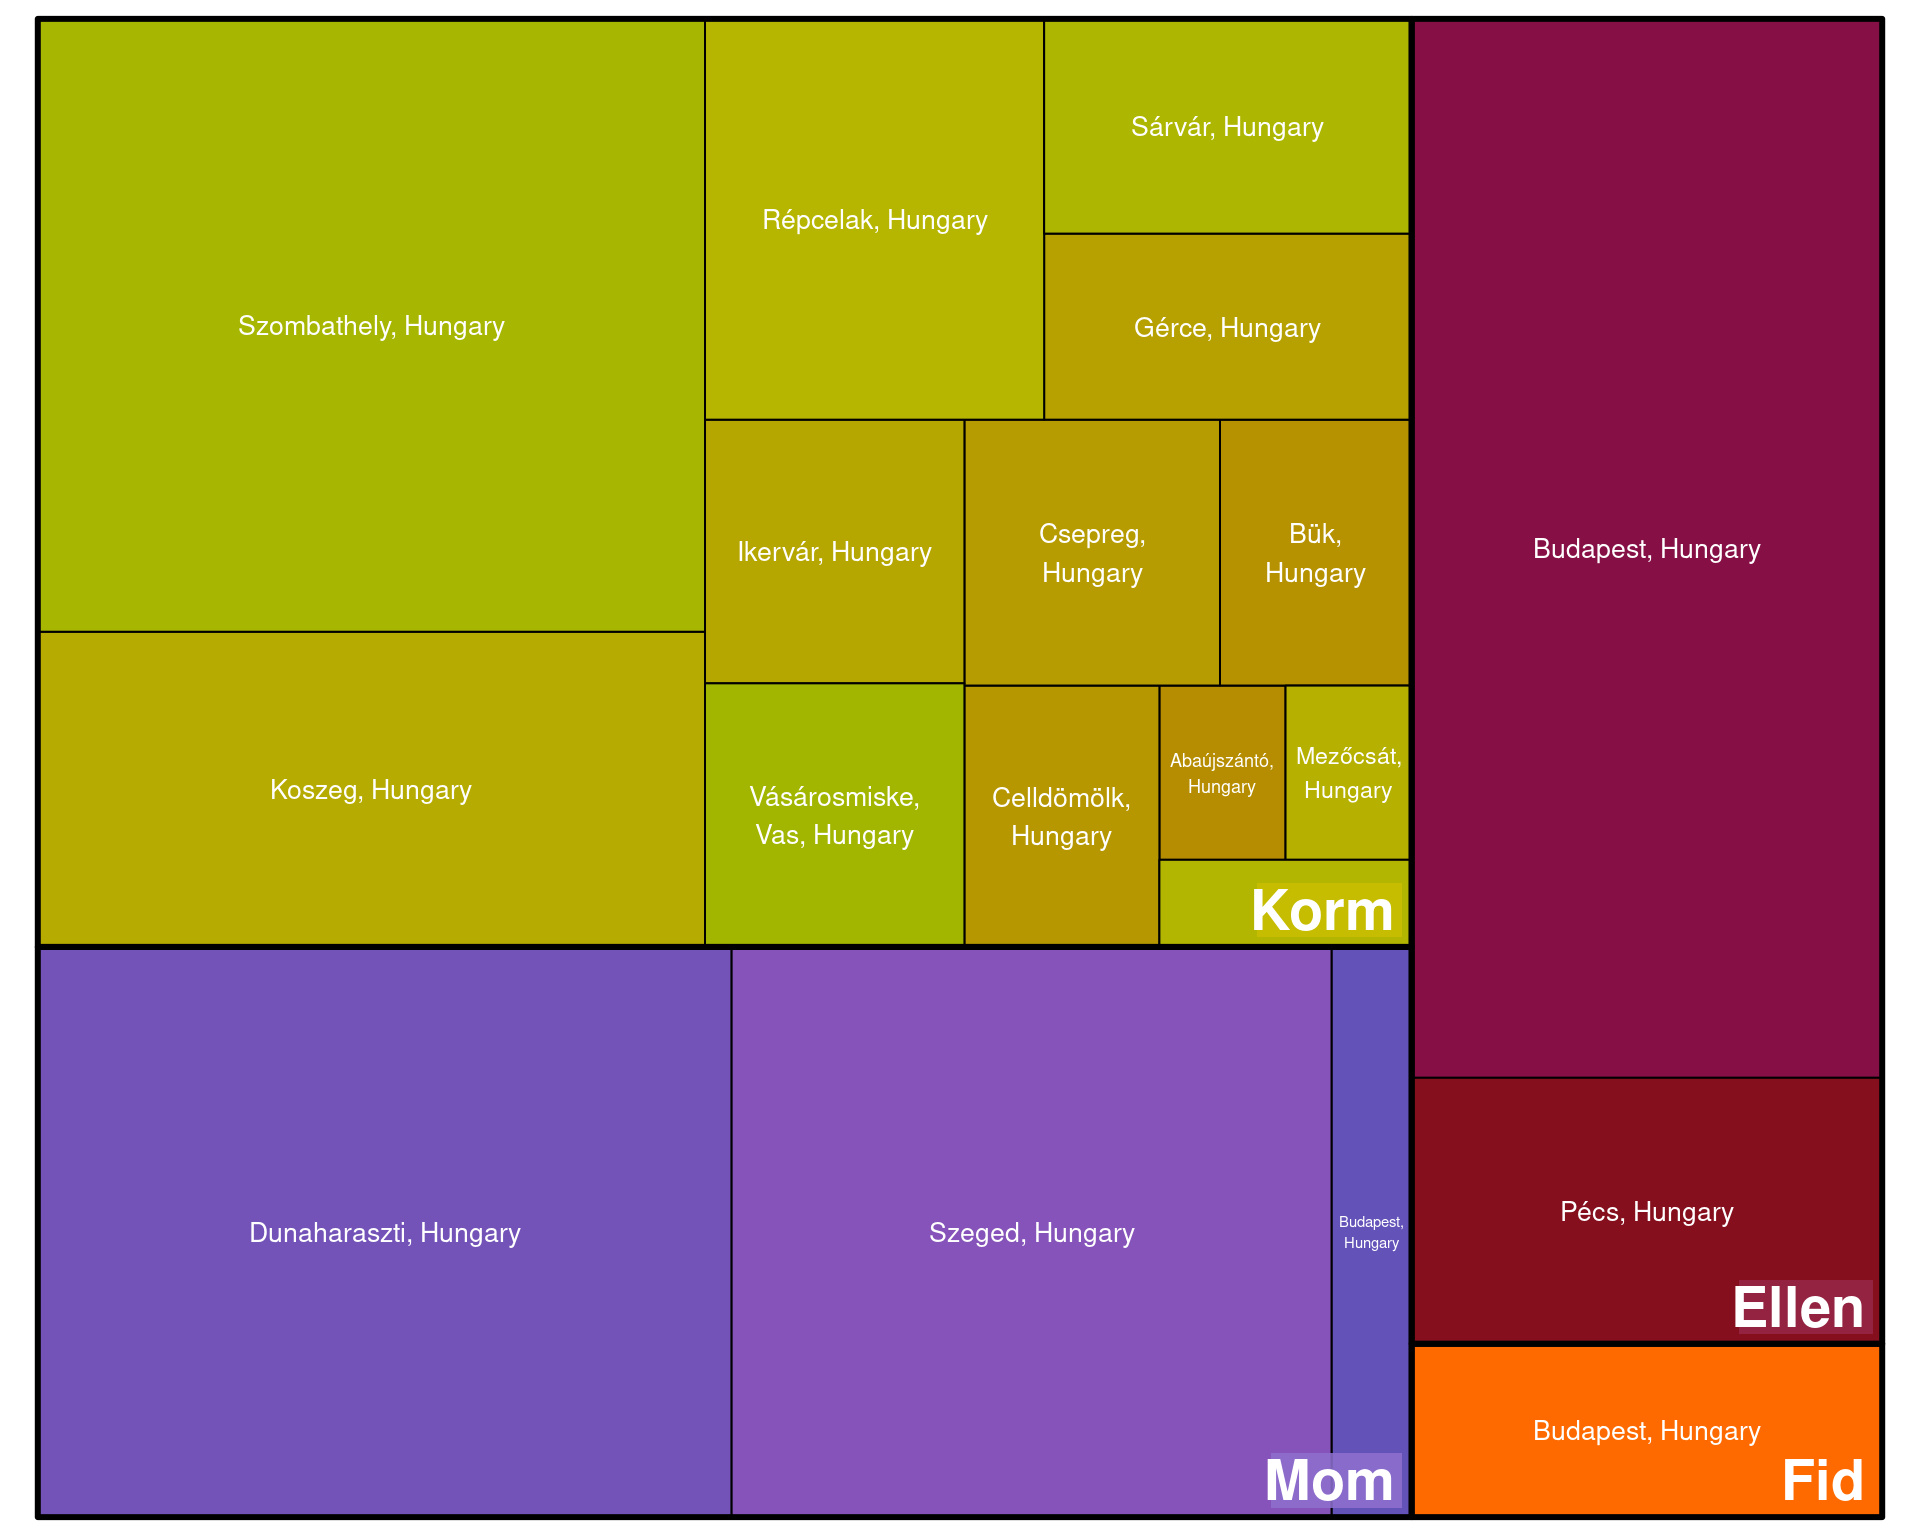 Szombathely, Hungary
Koszeg, Hungary
Répcelak, Hungary
Sárvár, Hungary
Gérce, Hungary
Ikervár, Hungary
Csepreg,
Hungary
Bük,
Hungary
Vásárosmiske,
Vas, Hungary
Celldömölk,
Hungary
Abaújszántó,
Hungary
Mezőcsát,
Hungary
Korm
Dunaharaszti, Hungary
Szeged, Hungary
Budapest,
Hungary
Mom
Budapest, Hungary
Pécs, Hungary
Ellen
Budapest, Hungary
Fid